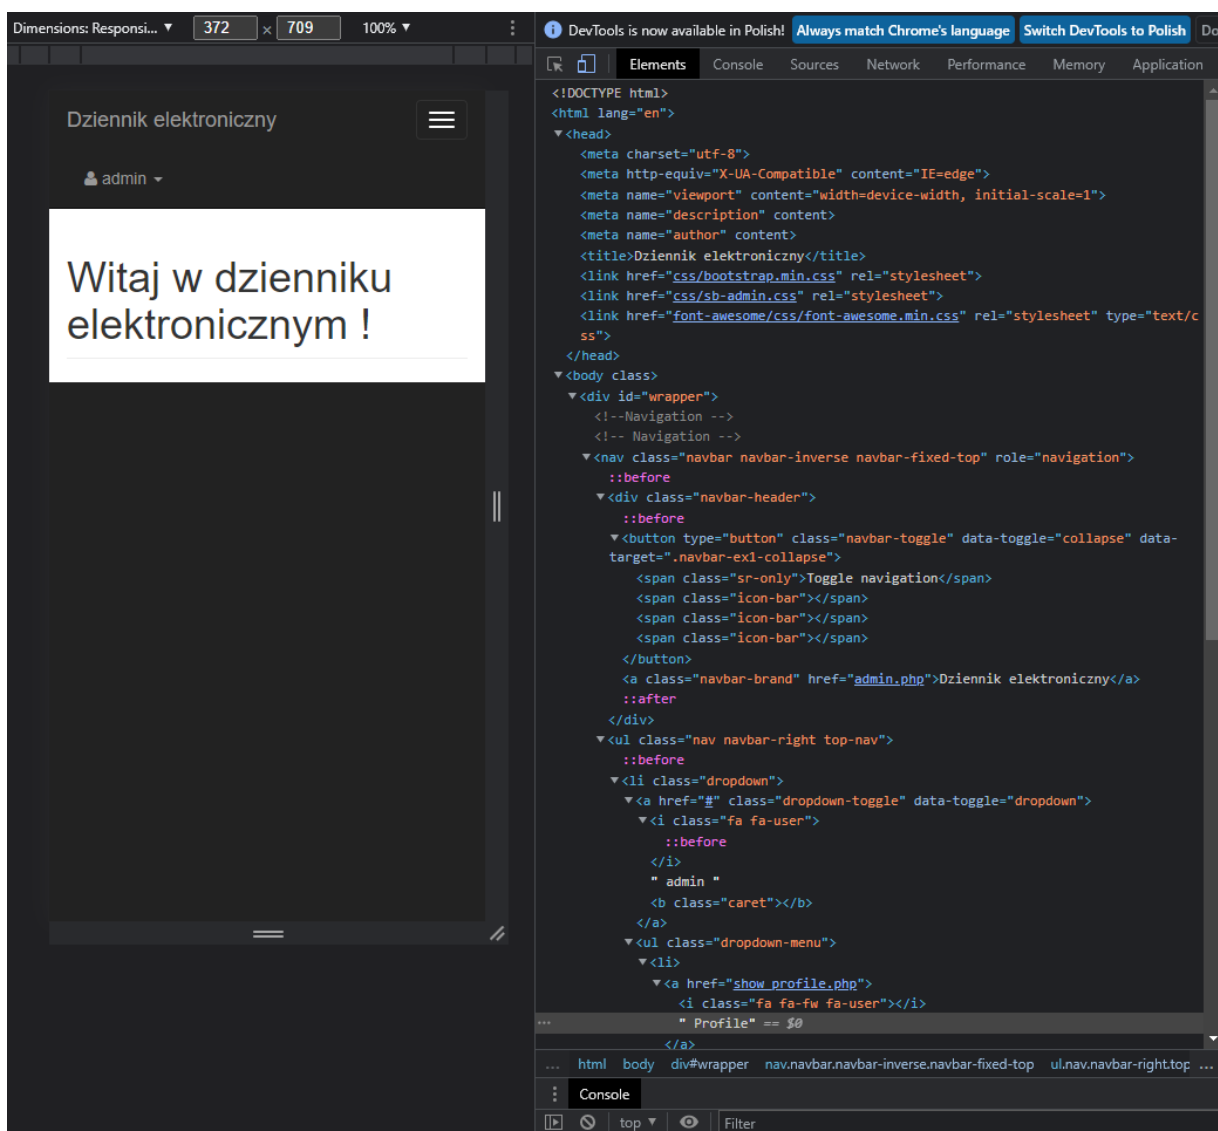 Dimensions: Responsi... ▼ 372 × 709 100% ▼
Dziennik elektroniczny
admin
Witaj w dzienniku
elektronicznym !
DevTools is now available in Polish! Always match Chrome's language Switch DevTools to Polish Do
Elements Console Sources Network Performance Memory Application
<!DOCTYPE html>
<html lang="en">
▼<head>
<meta charset="utf-8">
<meta http-equiv="X-UA-Compatible" content="IE=edge">
<meta name="viewport" content="width=device-width, initial-scale=1">
<meta name="description" content>
<meta name="author" content>
<title>Dziennik elektroniczny</title>
<link href="css/bootstrap.min.css" rel="stylesheet">
<link href="css/sb-admin.css" rel="stylesheet">
<link href="font-awesome/css/font-awesome.min.css" rel="stylesheet" type="text/c
ss">
</head>
▼<body class>
▼<div id="wrapper">
<!--Navigation -->
<!-- Navigation -->
▼<nav class="navbar navbar-inverse navbar-fixed-top" role="navigation">
::before
▼<div class="navbar-header">
::before
▼<button type="button" class="navbar-toggle" data-toggle="collapse" data-
target=".navbar-ex1-collapse">
<span class="sr-only">Toggle navigation</span>
<span class="icon-bar"></span>
<span class="icon-bar"></span>
<span class="icon-bar"></span>
</button>
<a class="navbar-brand" href="admin.php">Dziennik elektroniczny</a>
::after
</div>
▼<ul class="nav navbar-right top-nav">
::before
▼<li class="dropdown">
▼<a href="#" class="dropdown-toggle" data-toggle="dropdown">
▼<i class="fa fa-user">
::before
</i>
" admin "
<b class="caret"></b>
</a>
▼<ul class="dropdown-menu">
▼<li>
▼<a href="show_profile.php">
<i class="fa fa-fw fa-user"></i>
... " Profile" == $0
</a>
... html body div#wrapper nav.navbar.navbar-inverse.navbar-fixed-top ul.nav.navbar-right.top ...
Console
top ▼ Filter